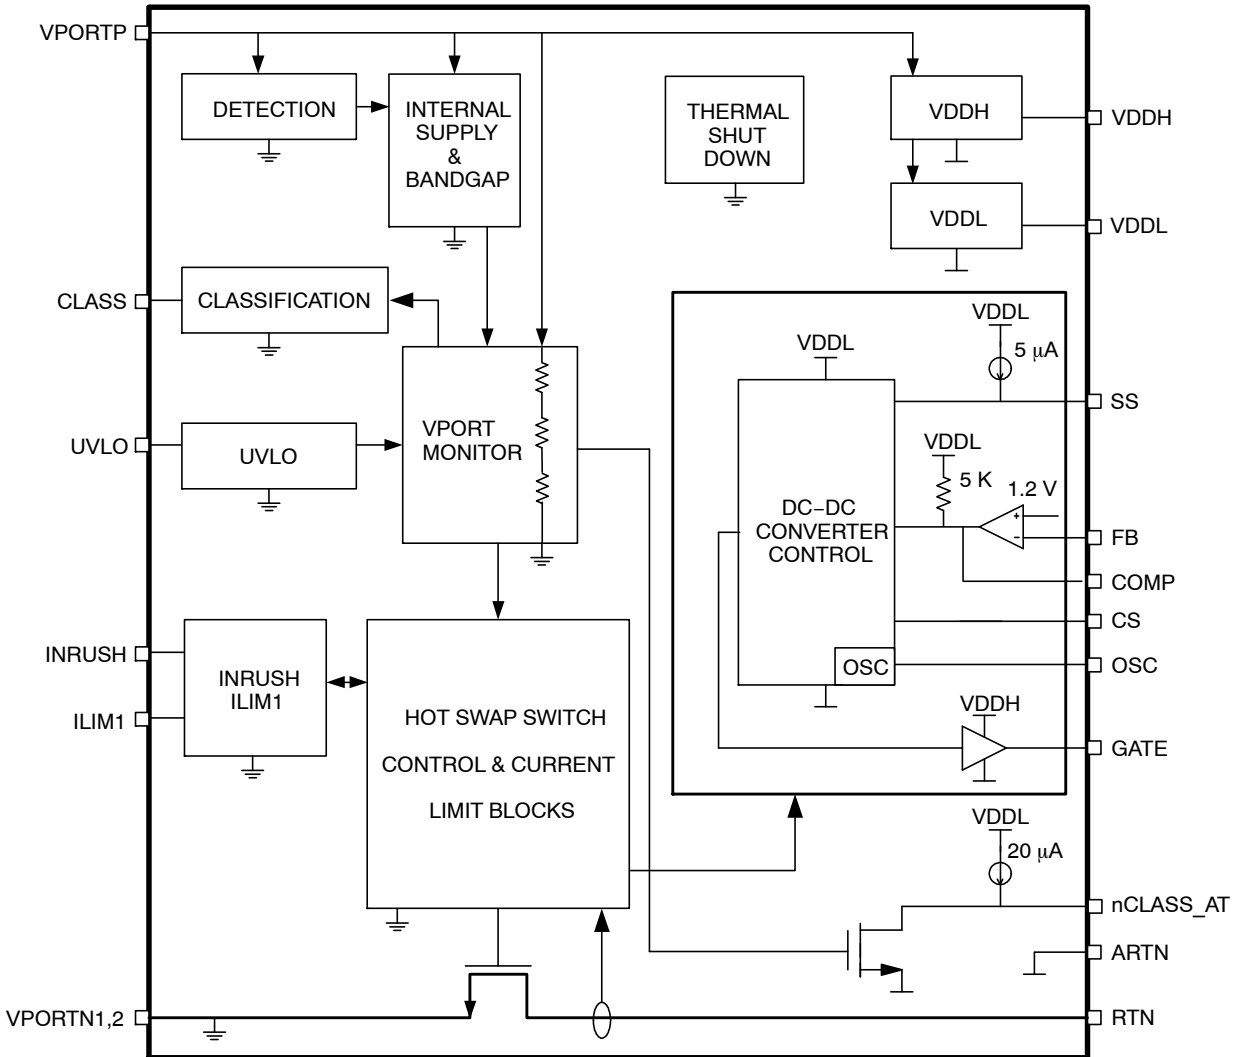 VPORTP
DETECTION
INTERNAL
SUPPLY
&
BANDGAP
THERMAL
SHUT
DOWN
VDDH
VDDH
VDDL
VDDL
CLASS
CLASSIFICATION
VDDL
5 μA
VDDL
SS
UVLO
UVLO
VPORT
MONITOR
VDDL
5 K
1.2 V
+
−
DC−DC
CONVERTER
CONTROL
FB
COMP
CS
OSC
OSC
INRUSH
ILIM1
INRUSH
ILIM1
HOT SWAP SWITCH
CONTROL & CURRENT
LIMIT BLOCKS
VDDH
GATE
VDDL
20 μA
nCLASS_AT
ARTN
VPORTN1,2
RTN